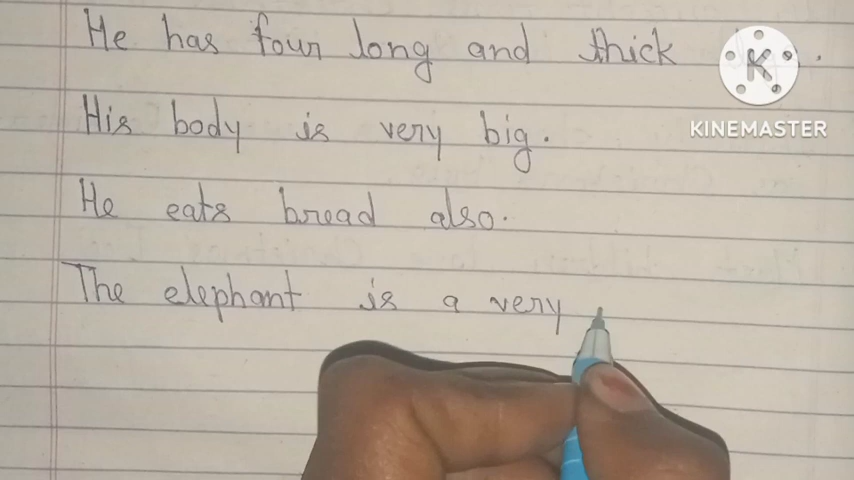 He has four long and thick
His body is very big.
He eats bread also.
The elephant is a very
KINEMASTER